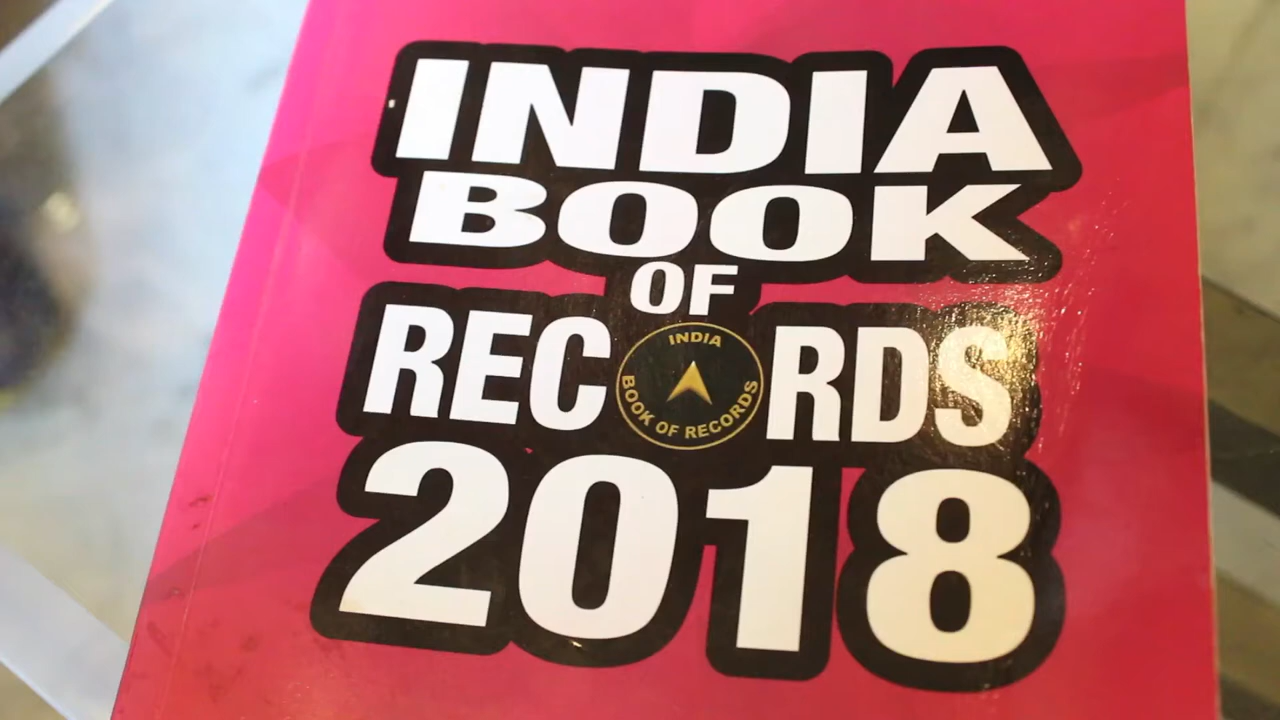 INDIA
BOOK
OF
RECORDS
INDIA
BOOK OF RECORDS
2018